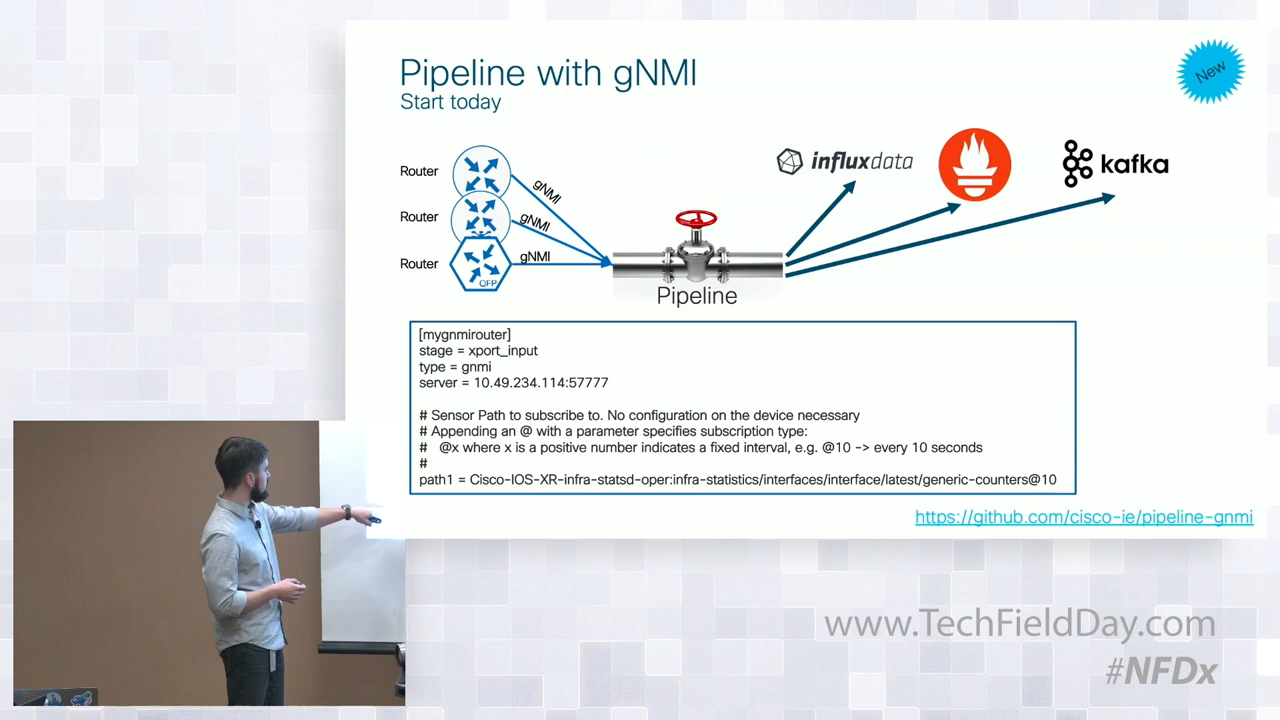 Pipeline with gNMI
Start today
New
Router
Router
Router
gNMI
gNMI
gNMI
QFP
influxdata
kafka
Pipeline
[mygnmirouter]
stage = xport_input
type = gnmi
server = 10.49.234.114:57777
# Sensor Path to subscribe to. No configuration on the device necessary
# Appending an @ with a parameter specifies subscription type:
# @x where x is a positive number indicates a fixed interval, e.g. @10 -> every 10 seconds
#
path1 = Cisco-IOS-XR-infra-statsd-oper:infra-statistics/interfaces/interface/latest/generic-counters@10
https://github.com/cisco-ie/pipeline-gnmi
www.TechFieldDay.com
#NFDx